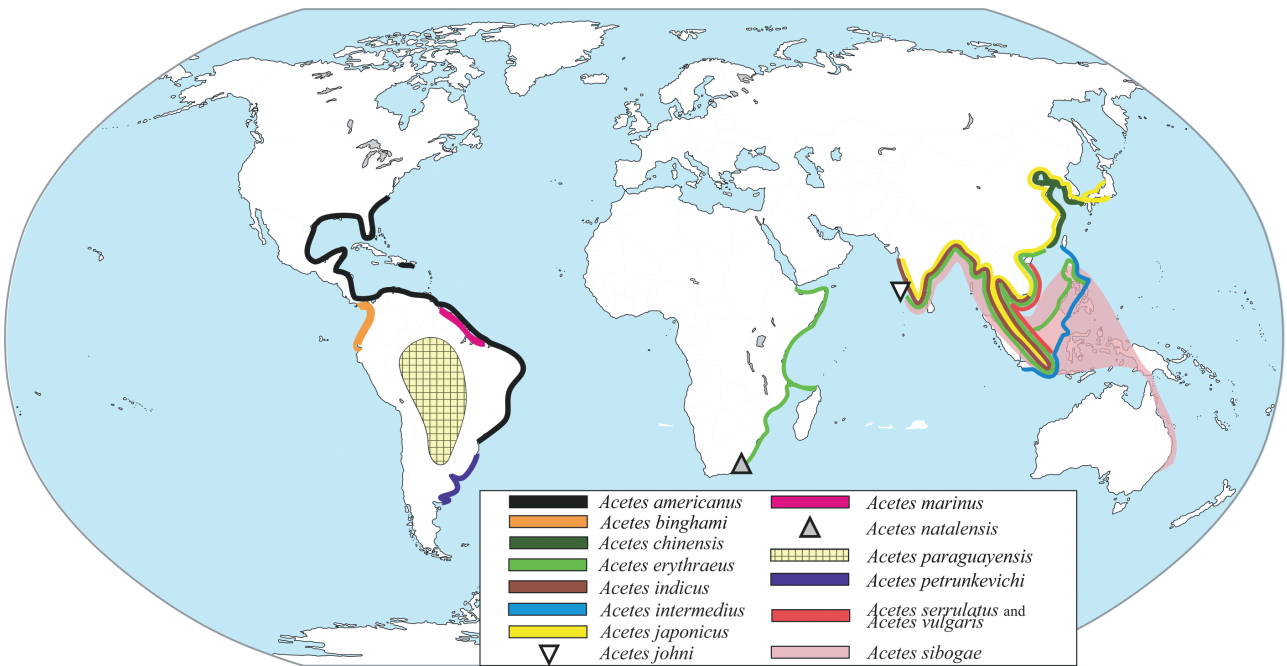 Acetes americanus
Acetes binghami
Acetes chinensis
Acetes erythraeus
Acetes indicus
Acetes intermedius
Acetes japonicus
Acetes johni
Acetes marinus
Acetes natalensis
Acetes paraguayensis
Acetes petrunkevichi
Acetes serrulatus and
Acetes vulgaris
Acetes sibogae